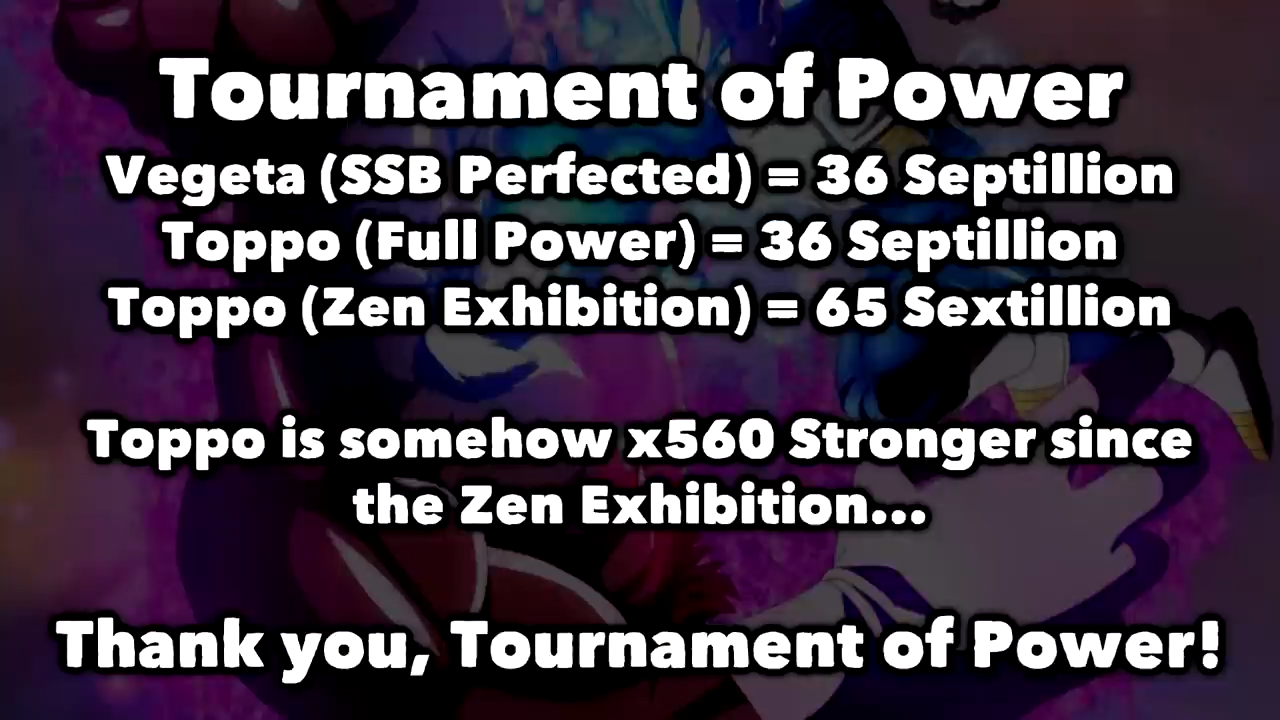 Tournament of Power
Vegeta (SSB Perfected) = 36 Septillion
Toppo (Full Power) = 36 Septillion
Toppo (Zen Exhibition) = 65 Sextillion
Toppo is somehow x560 Stronger since
the Zen Exhibition...
Thank you, Tournament of Power!